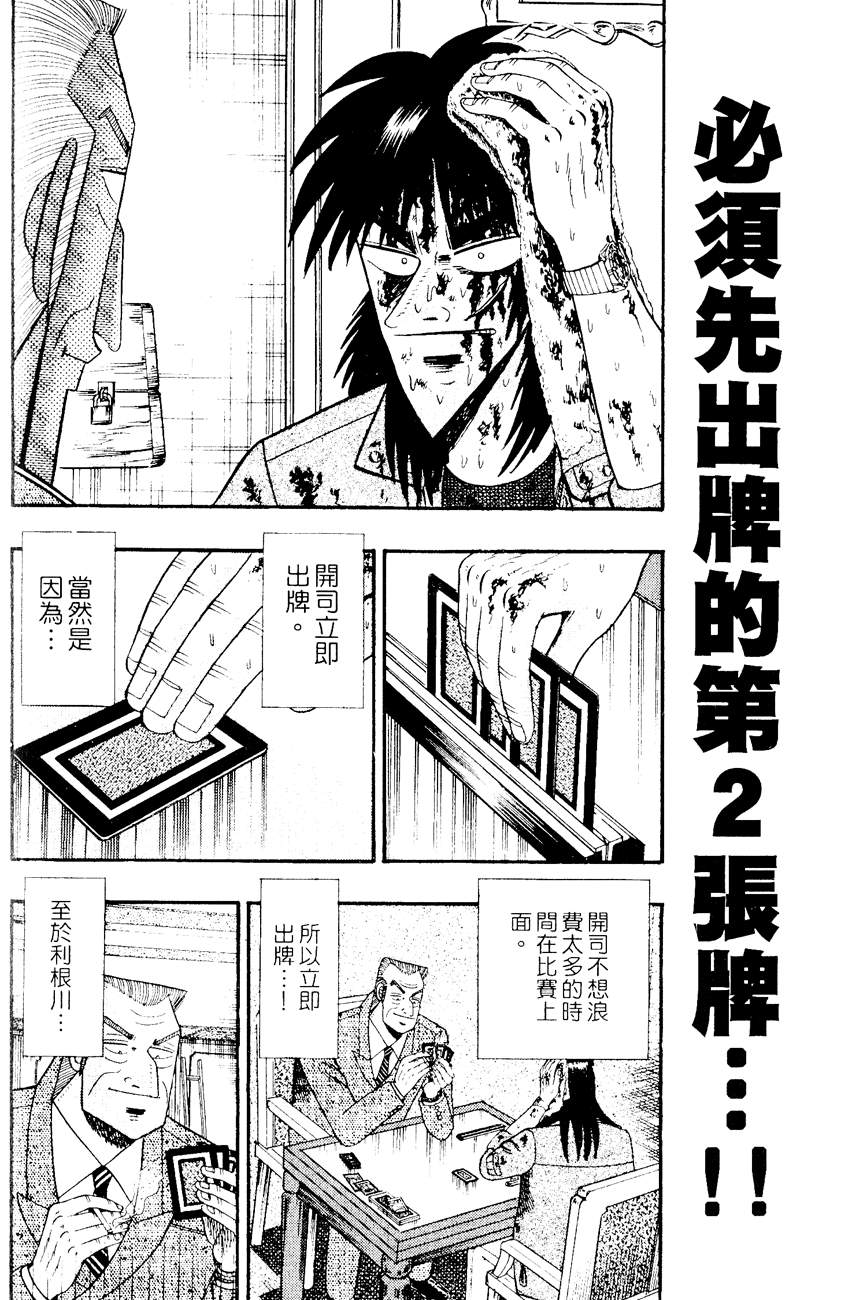 必須先出牌的第2張牌…!!
開司立即
出牌。
當然是
因為…
開司不想浪
費太多的時
間在比賽上
面。
所以立即
出牌…!
至於利根川…